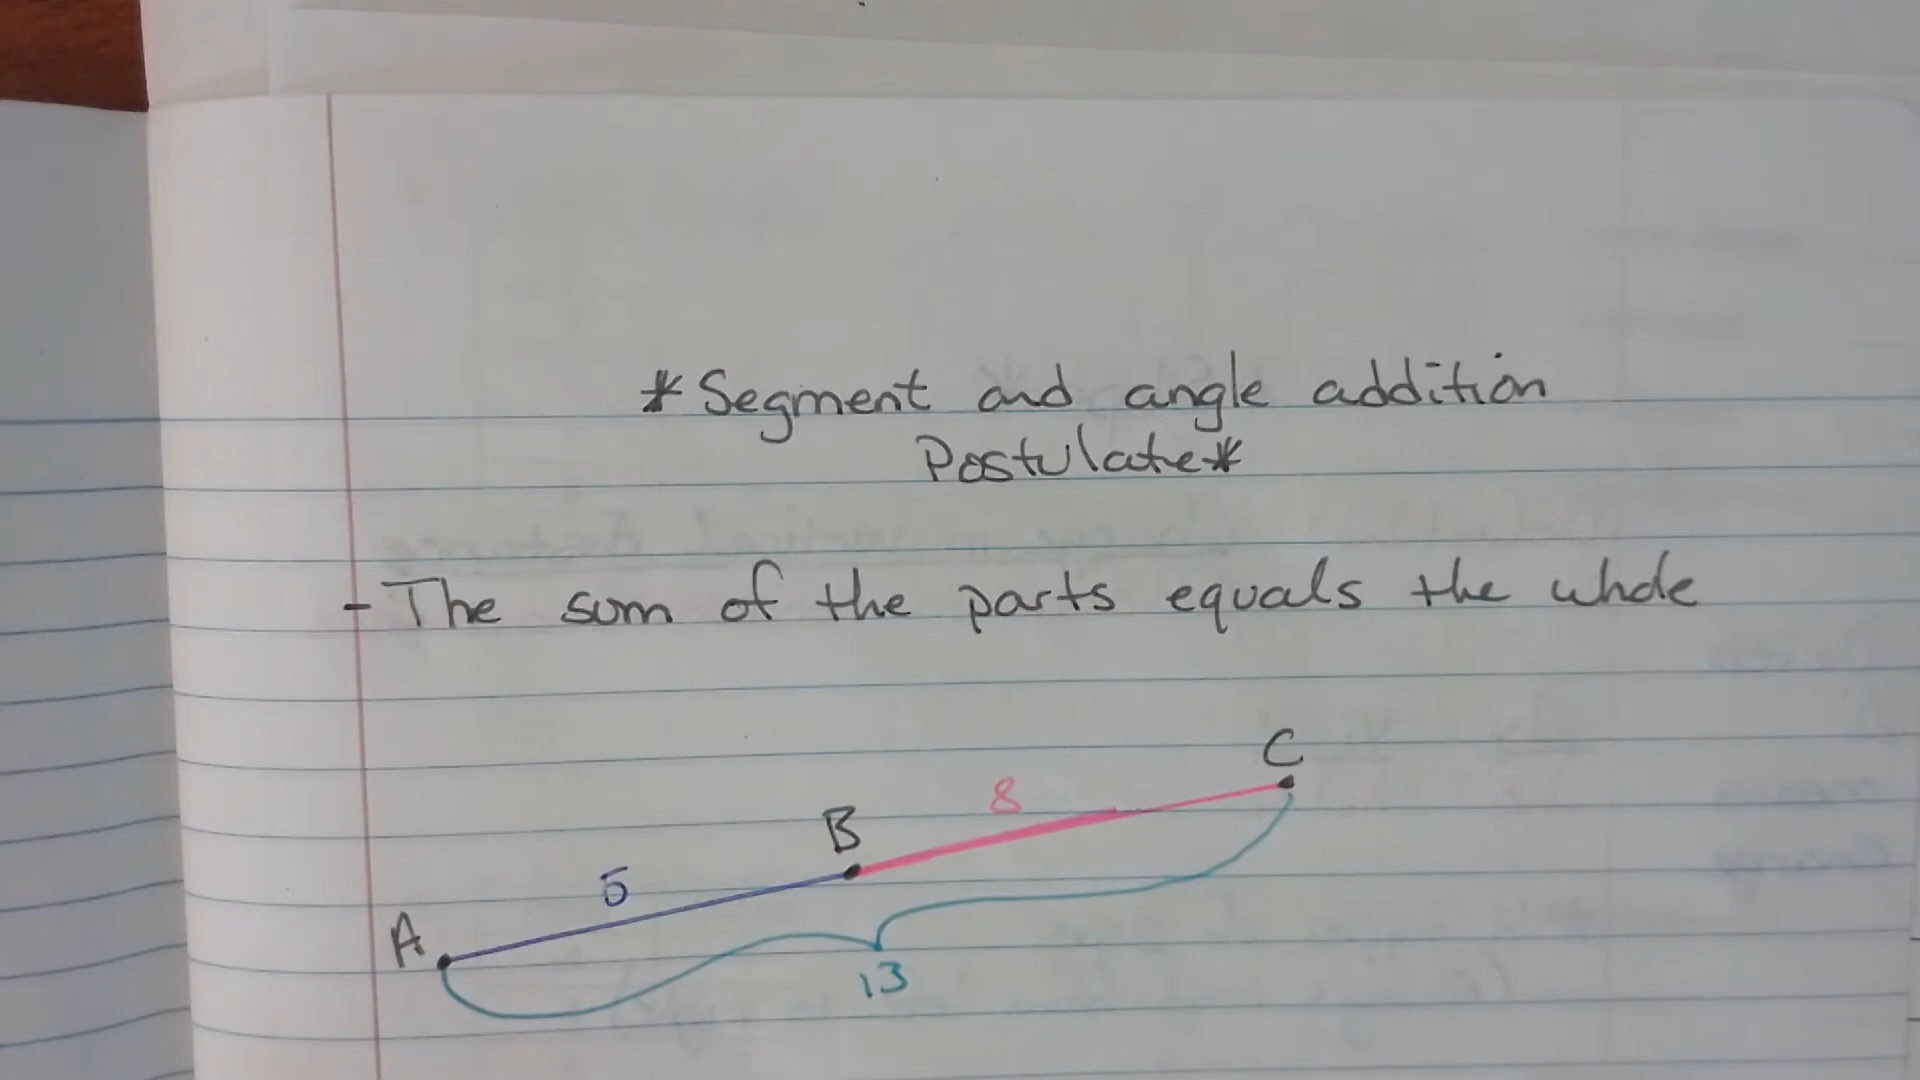 *Segment and angle addition
Postulate*
- The sum of the parts equals the whole
C
8
B
5
A
13